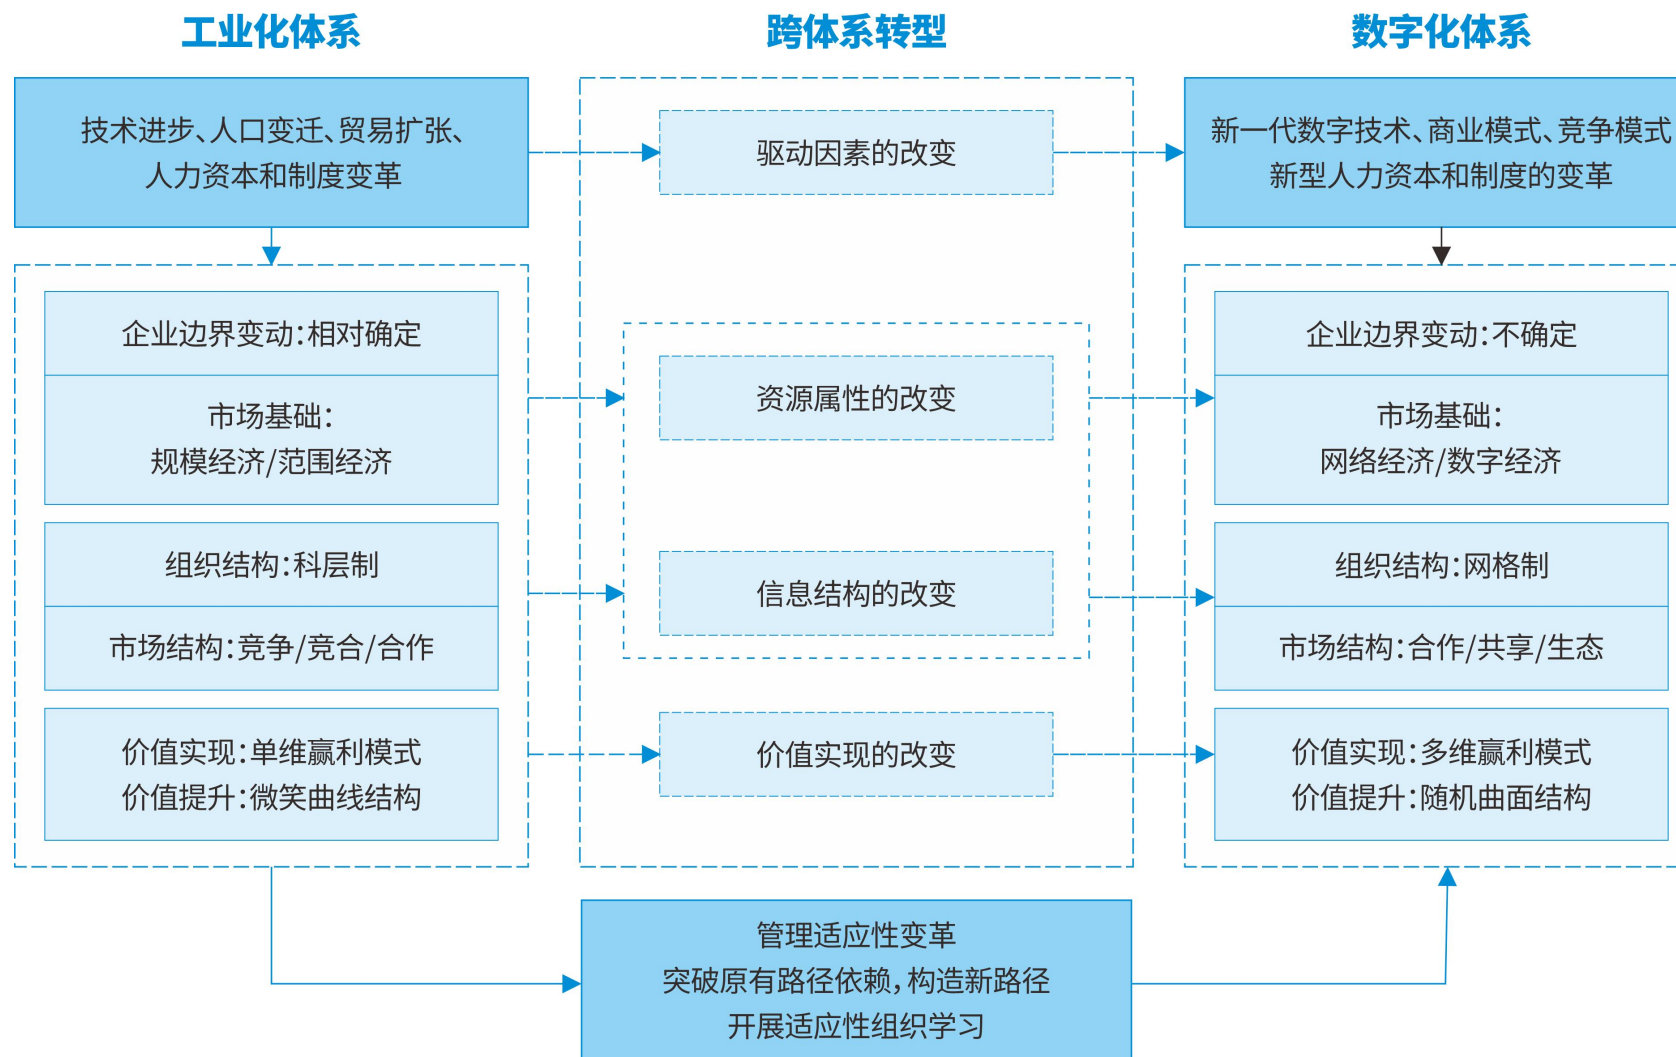 工业化体系
跨体系转型
数字化体系
技术进步、人口变迁、贸易扩张、
人力资本和制度变革
驱动因素的改变
新一代数字技术、商业模式、竞争模式
新型人力资本和制度的变革
企业边界变动:相对确定
市场基础:
规模经济/范围经济
组织结构:科层制
市场结构:竞争/竞合/合作
价值实现:单维赢利模式
价值提升:微笑曲线结构
资源属性的改变
信息结构的改变
价值实现的改变
企业边界变动:不确定
市场基础:
网络经济/数字经济
组织结构:网格制
市场结构:合作/共享/生态
价值实现:多维赢利模式
价值提升:随机曲面结构
管理适应性变革
突破原有路径依赖,构造新路径
开展适应性组织学习